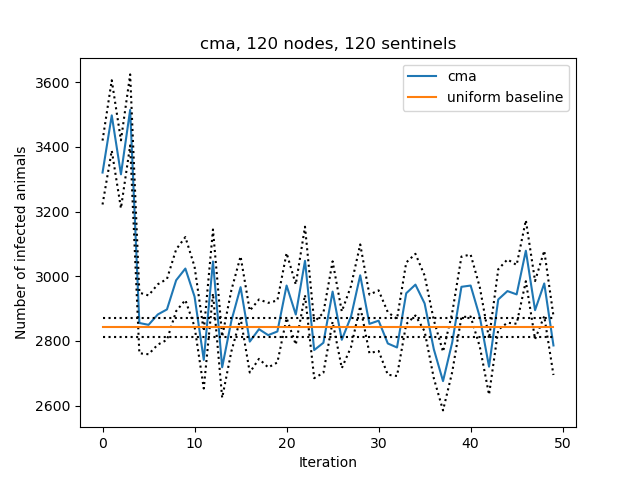 cma, 120 nodes, 120 sentinels
cma
uniform baseline
3600
3400
3200
3000
2800
2600
Number of infected animals
0 10 20 30 40 50
Iteration